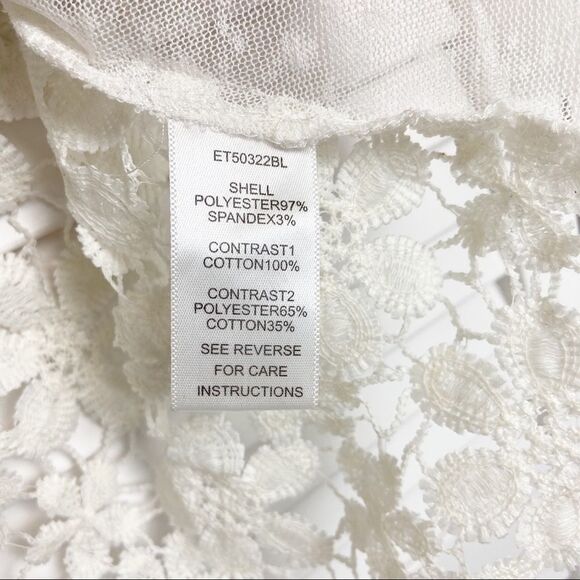 ET50322BL
SHELL
POLYESTER97%
SPANDEX3%
CONTRAST1
COTTON100%
CONTRAST2
POLYESTER65%
COTTON35%
SEE REVERSE
FOR CARE
INSTRUCTIONS